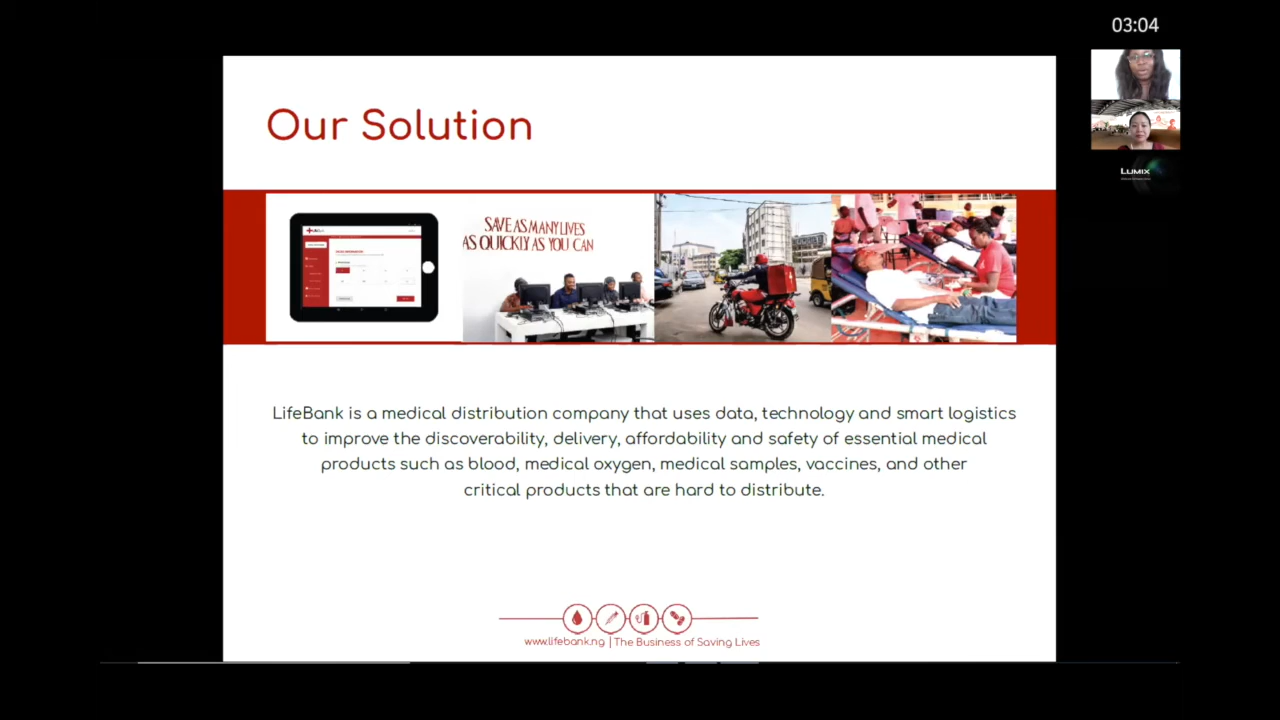 03:04
Our Solution
SAVE AS MANY LIVES
AS QUICKLY AS YOU CAN
LUMIX
LifeBank is a medical distribution company that uses data, technology and smart logistics
to improve the discoverability, delivery, affordability and safety of essential medical
products such as blood, medical oxygen, medical samples, vaccines, and other
critical products that are hard to distribute.
www.lifebank.ng | The Business of Saving Lives